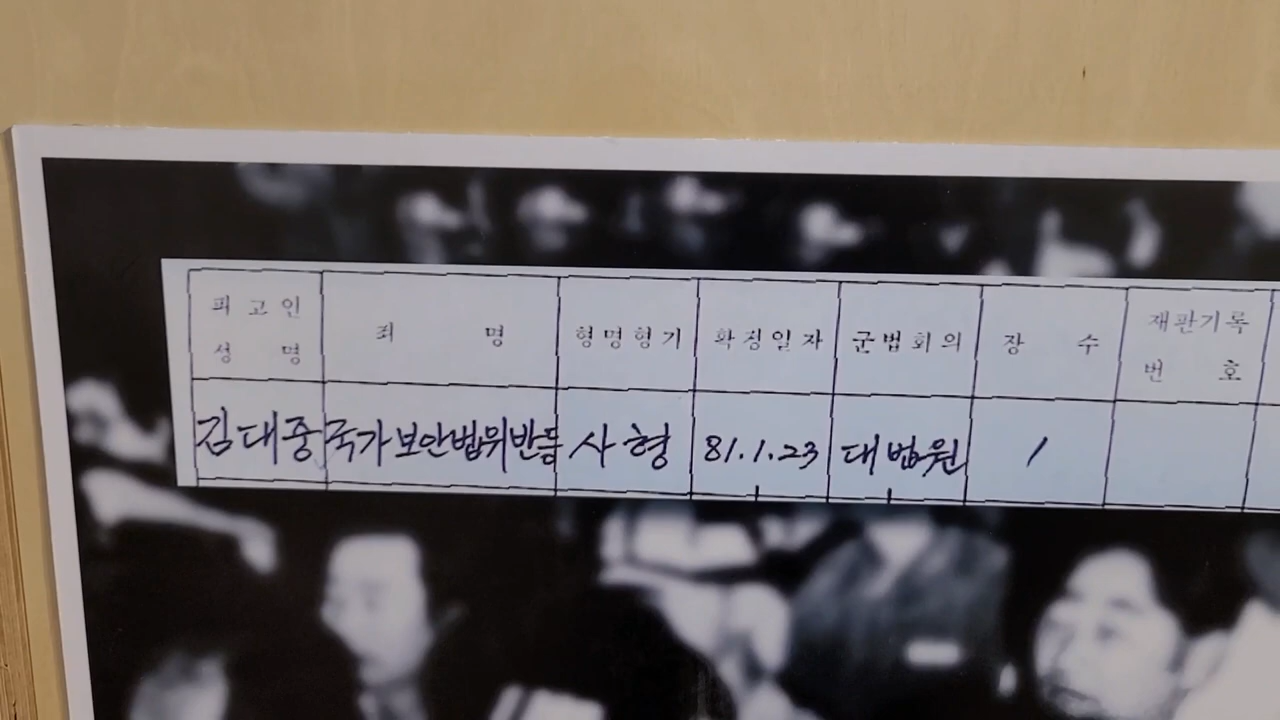 피고인 성명 죄명 형명형기 확정일자 군법회의 장수 재판기록 번호
김대중 국가보안법위반등 사형 81.1.23 대법원 1